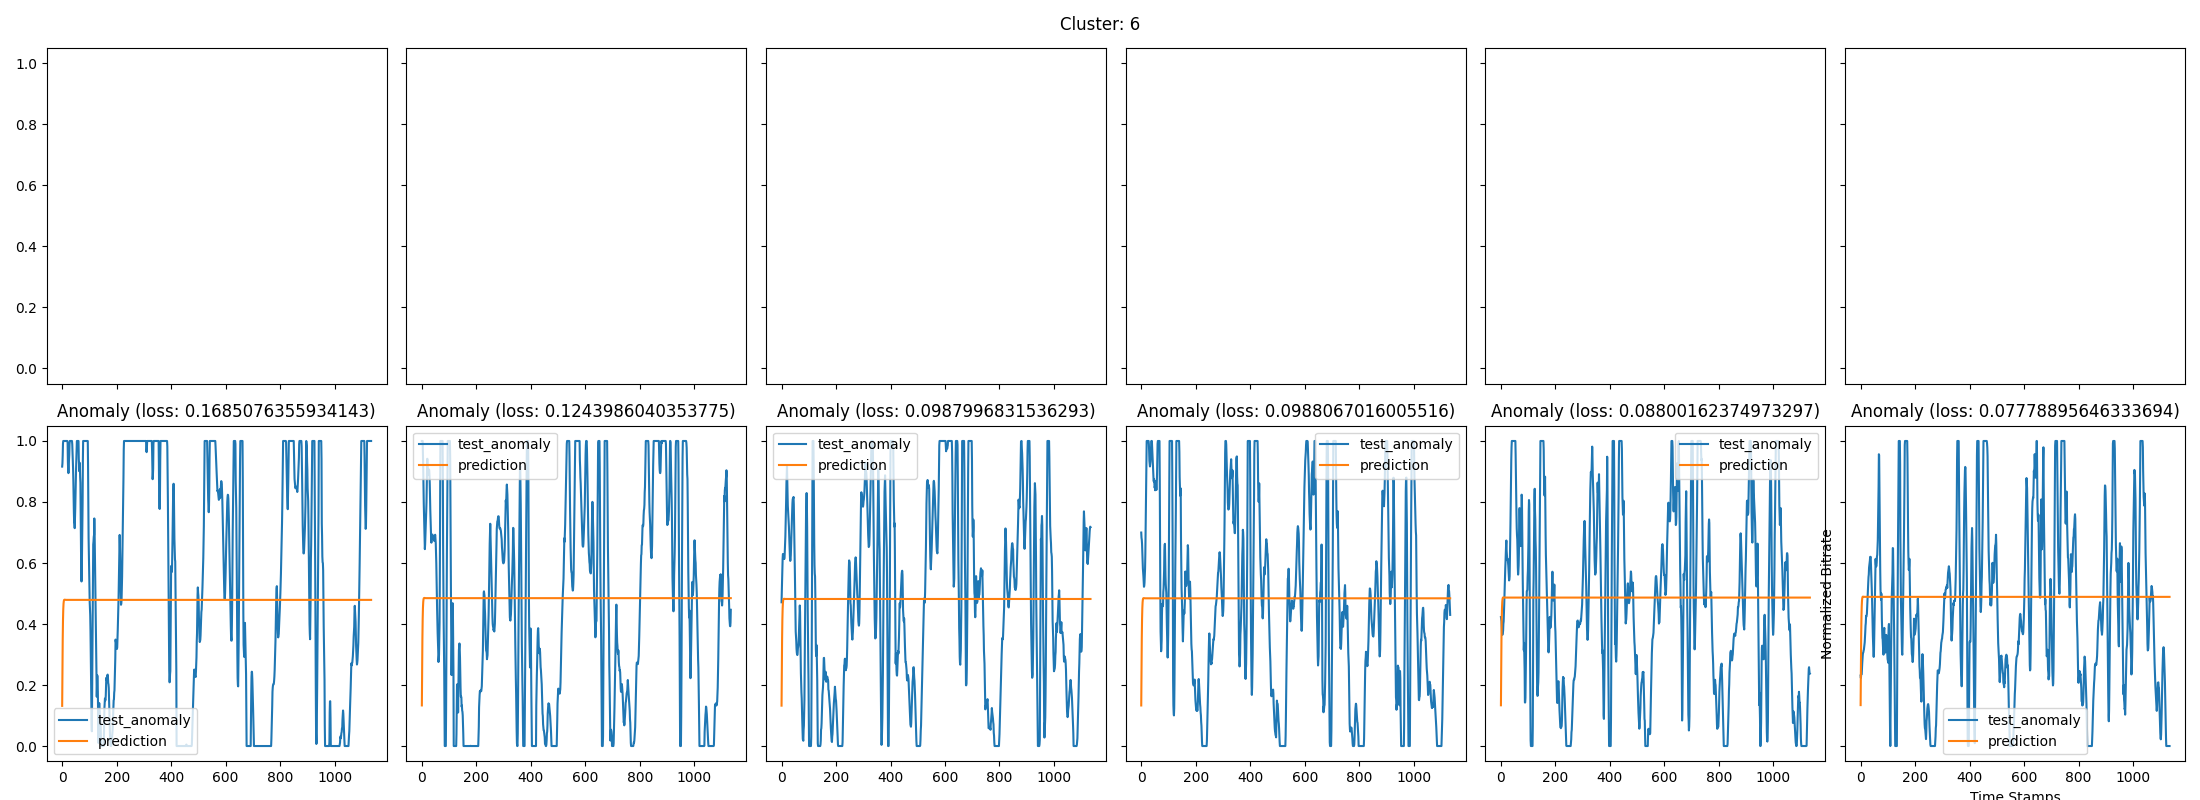 Cluster: 6
1.0
0.8
0.6
0.4
0.2
0.0
Anomaly (loss: 0.1685076355934143)
Anomaly (loss: 0.1243986040353775)
Anomaly (loss: 0.0987996831536293)
Anomaly (loss: 0.0988067016005516)
Anomaly (loss: 0.08800162374973297)
Anomaly (loss: 0.07778895646333694)
1.0
0.8
0.6
0.4
0.2
0.0
test_anomaly
prediction
test_anomaly
prediction
test_anomaly
prediction
test_anomaly
prediction
test_anomaly
prediction
test_anomaly
prediction
Normalized Bitrate
0 200 400 600 800 1000
0 200 400 600 800 1000
0 200 400 600 800 1000
0 200 400 600 800 1000
0 200 400 600 800 1000
0 200 400 600 800 1000
Time Stamps